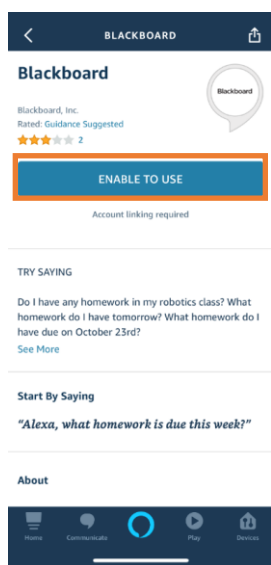 BLACKBOARD
Blackboard
Blackboard
Blackboard, Inc.
Rated: Guidance Suggested
2
ENABLE TO USE
Account linking required
TRY SAYING
Do I have any homework in my robotics class? What
homework do I have tomorrow? What homework do I
have due on October 23rd?
See More
Start By Saying
"Alexa, what homework is due this week?"
About
Home
Communicate
Play
Devices